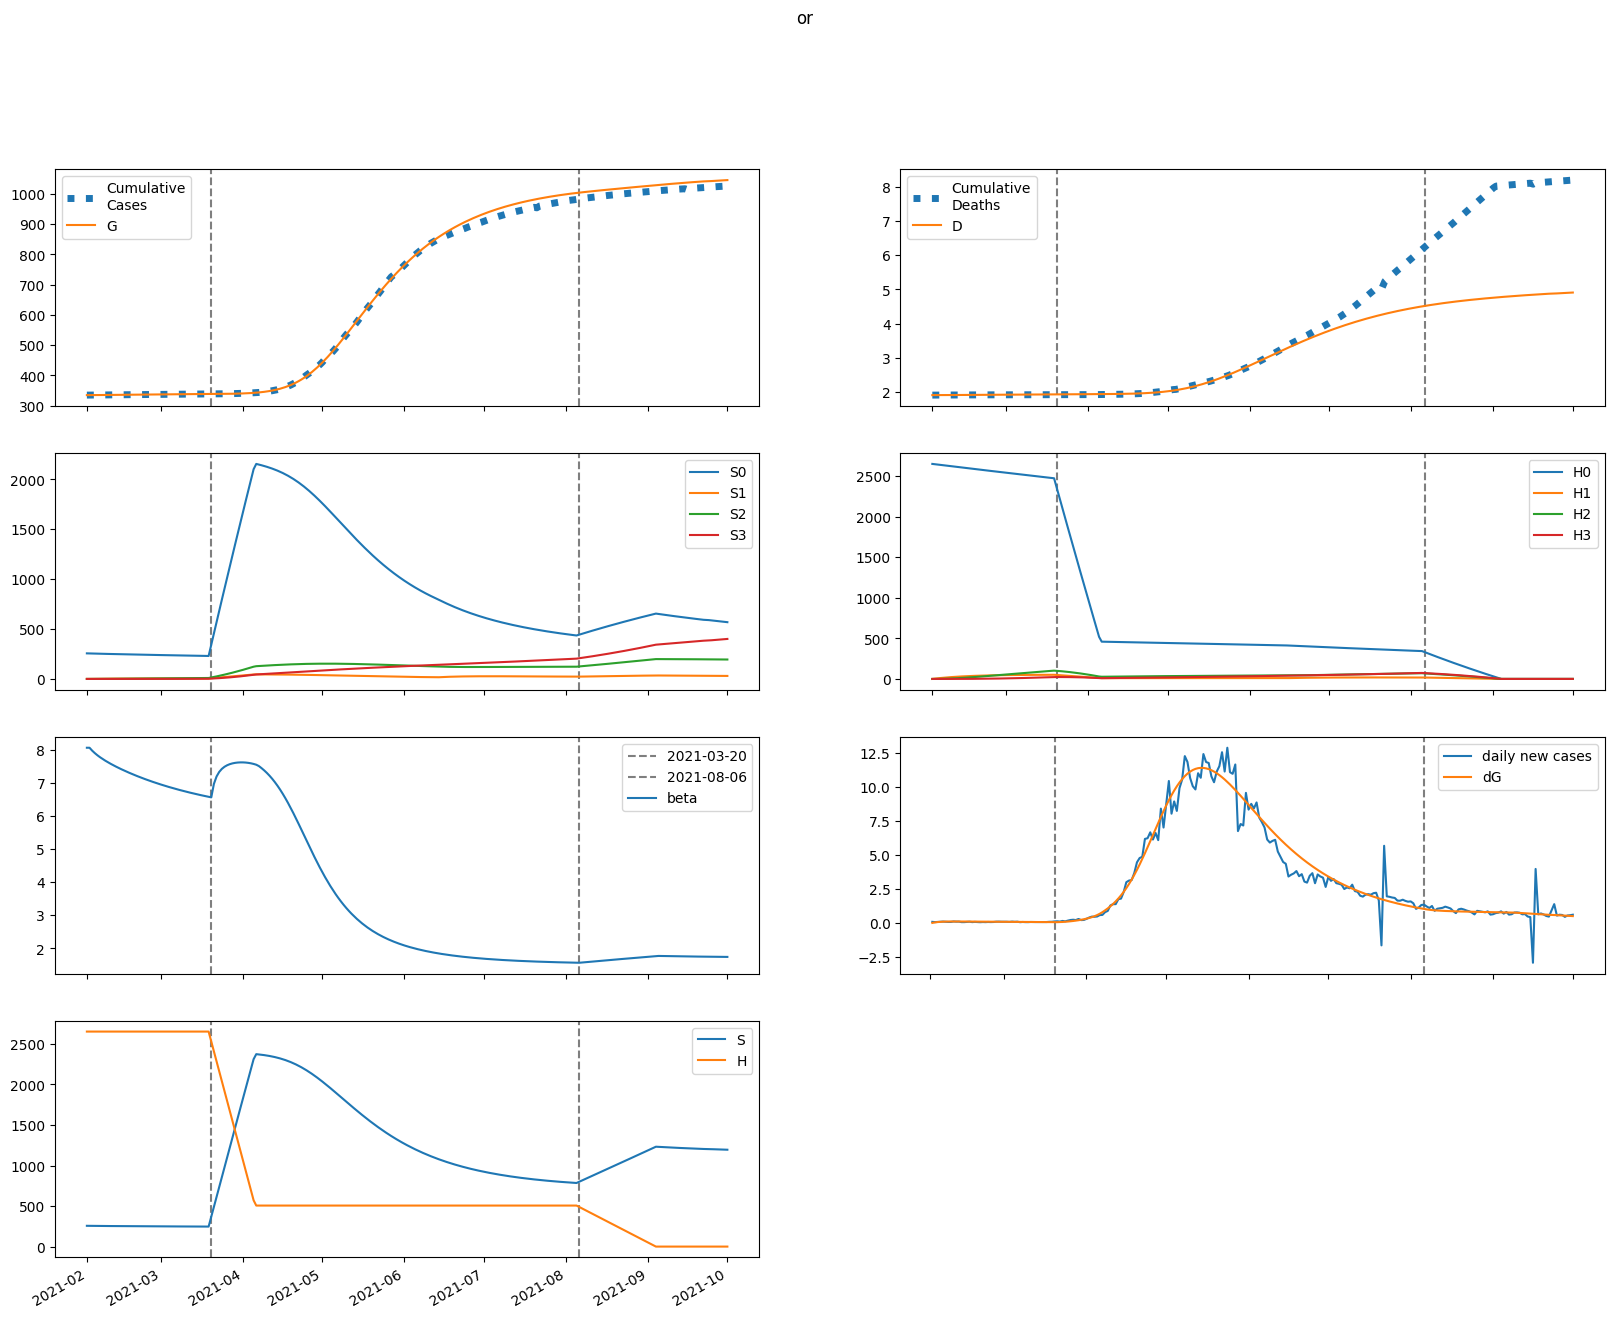 or
Cumulative
Cases
G
1000
900
800
700
600
500
400
300
Cumulative
Deaths
D
8
7
6
5
4
3
2
S0
S1
S2
S3
2000
1500
1000
500
0
H0
H1
H2
H3
2500
2000
1500
1000
500
0
2021-03-20
2021-08-06
beta
8
7
6
5
4
3
2
daily new cases
dG
12.5
10.0
7.5
5.0
2.5
0.0
−2.5
S
H
2500
2000
1500
1000
500
0
2021-02
2021-03
2021-04
2021-05
2021-06
2021-07
2021-08
2021-09
2021-10